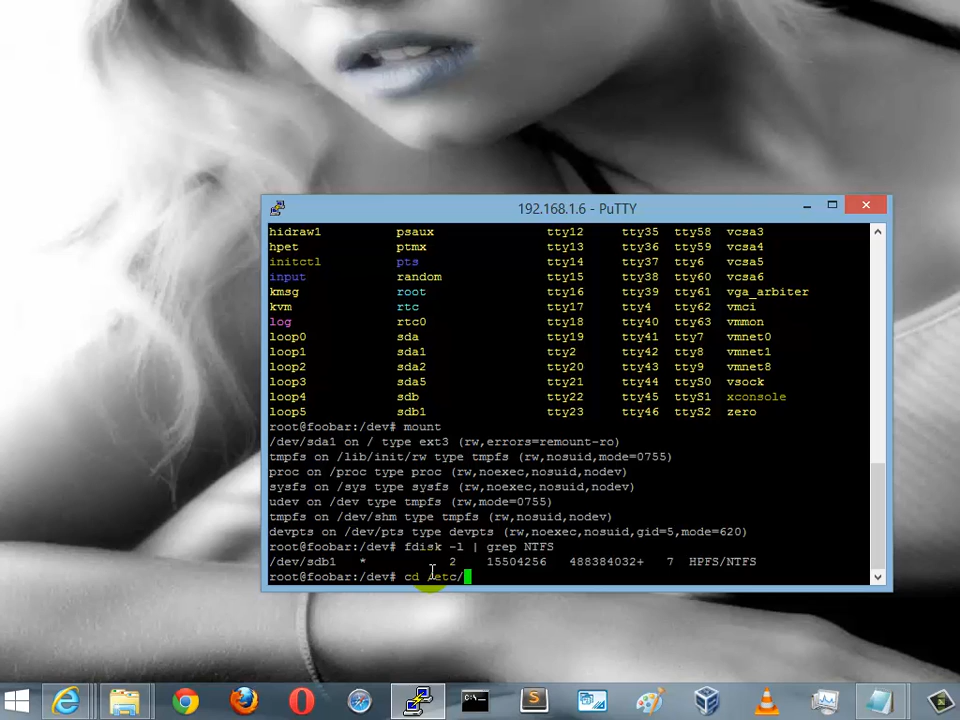 192.168.1.6 - PuTTY
hidraw1 psaux tty12 tty35 tty58 vcsa3
hpet ptmx tty13 tty36 tty59 vcsa4
initctl pts tty14 tty37 tty6 vcsa5
input random tty15 tty38 tty60 vcsa6
kmsg root tty16 tty39 tty61 vga_arbiter
kvm rtc tty17 tty4 tty62 vmci
log rtc0 tty18 tty40 tty63 vmmon
loop0 sda tty19 tty41 tty7 vmnet0
loop1 sda1 tty2 tty42 tty8 vmnet1
loop2 sda2 tty20 tty43 tty9 vmnet8
loop3 sda5 tty21 tty44 ttyS0 vsock
loop4 sdb tty22 tty45 ttyS1 xconsole
loop5 sdb1 tty23 tty46 ttyS2 zero
root@foobar:/dev# mount
/dev/sda1 on / type ext3 (rw,errors=remount-ro)
tmpfs on /lib/init/rw type tmpfs (rw,nosuid,mode=0755)
proc on /proc type proc (rw,noexec,nosuid,nodev)
sysfs on /sys type sysfs (rw,noexec,nosuid,nodev)
udev on /dev type tmpfs (rw,mode=0755)
tmpfs on /dev/shm type tmpfs (rw,nosuid,nodev)
devpts on /dev/pts type devpts (rw,noexec,nosuid,gid=5,mode=620)
root@foobar:/dev# fdisk -l | grep NTFS
/dev/sdb1 * 2 15504256 488384032+ 7 HPFS/NTFS
root@foobar:/dev# cd /etc/